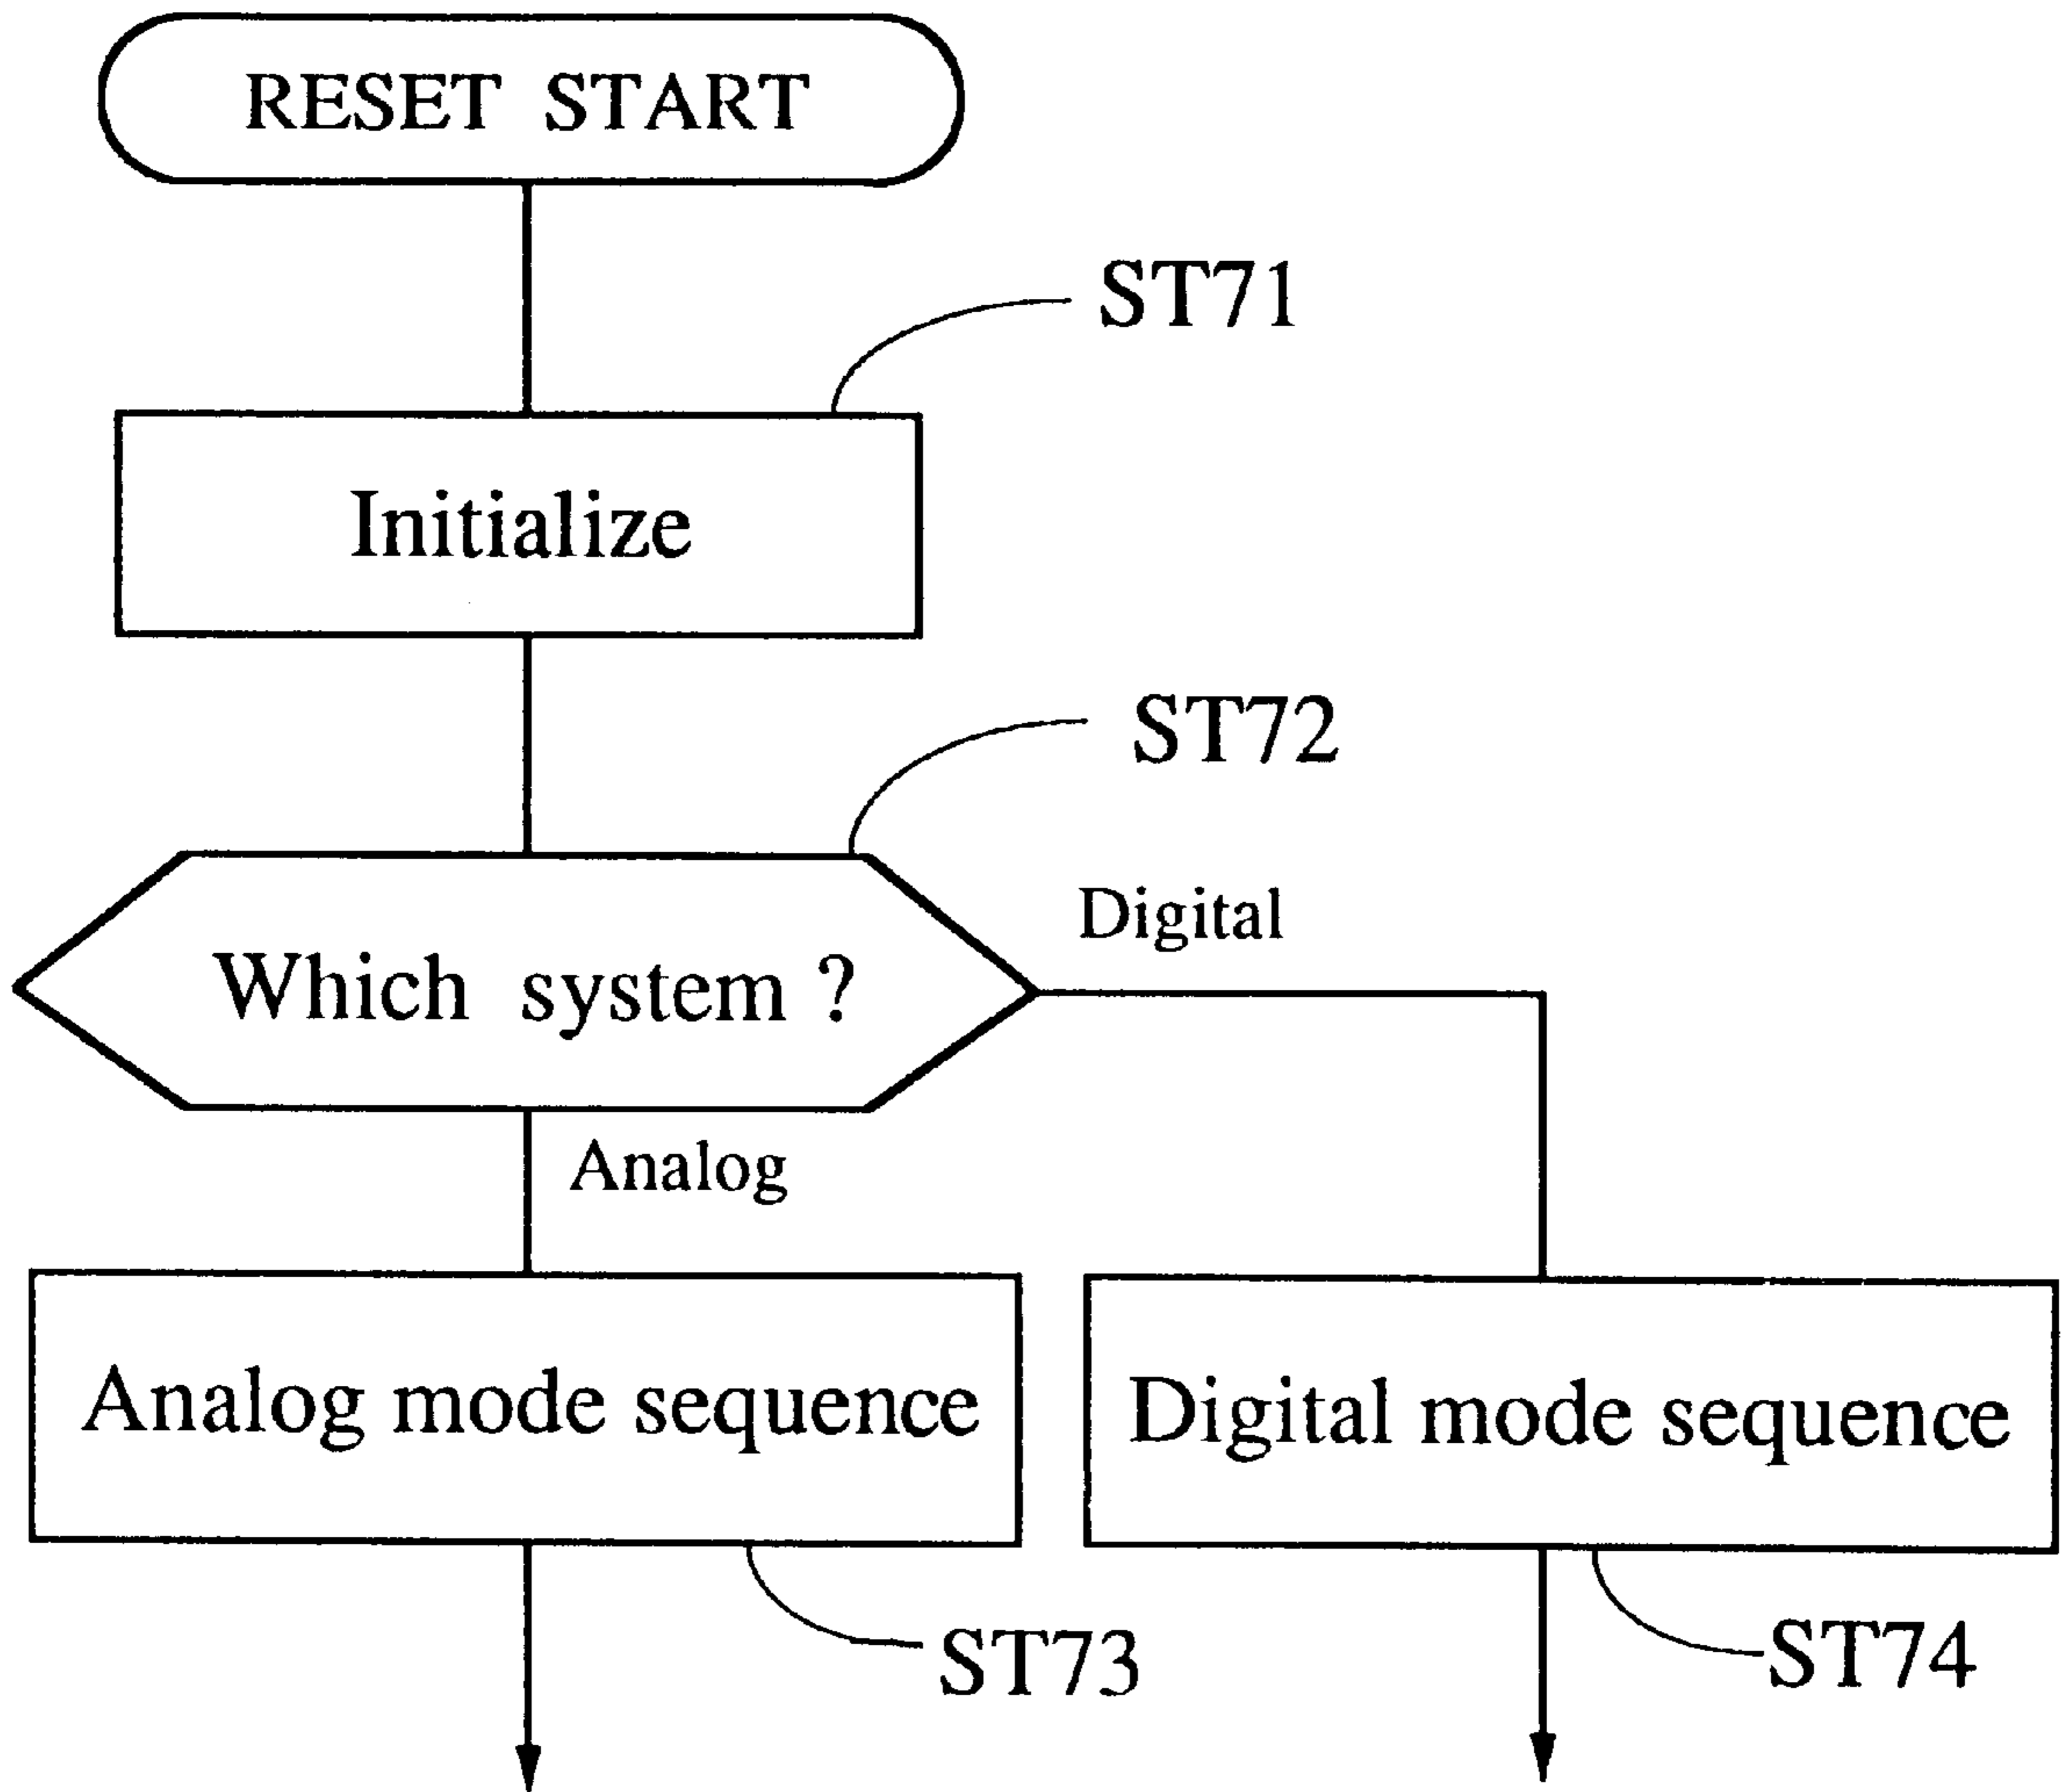 RESET START
ST71
Initialize
ST72
Digital
Which system ?
Analog
Analog mode sequence
Digital mode sequence
ST73
ST74